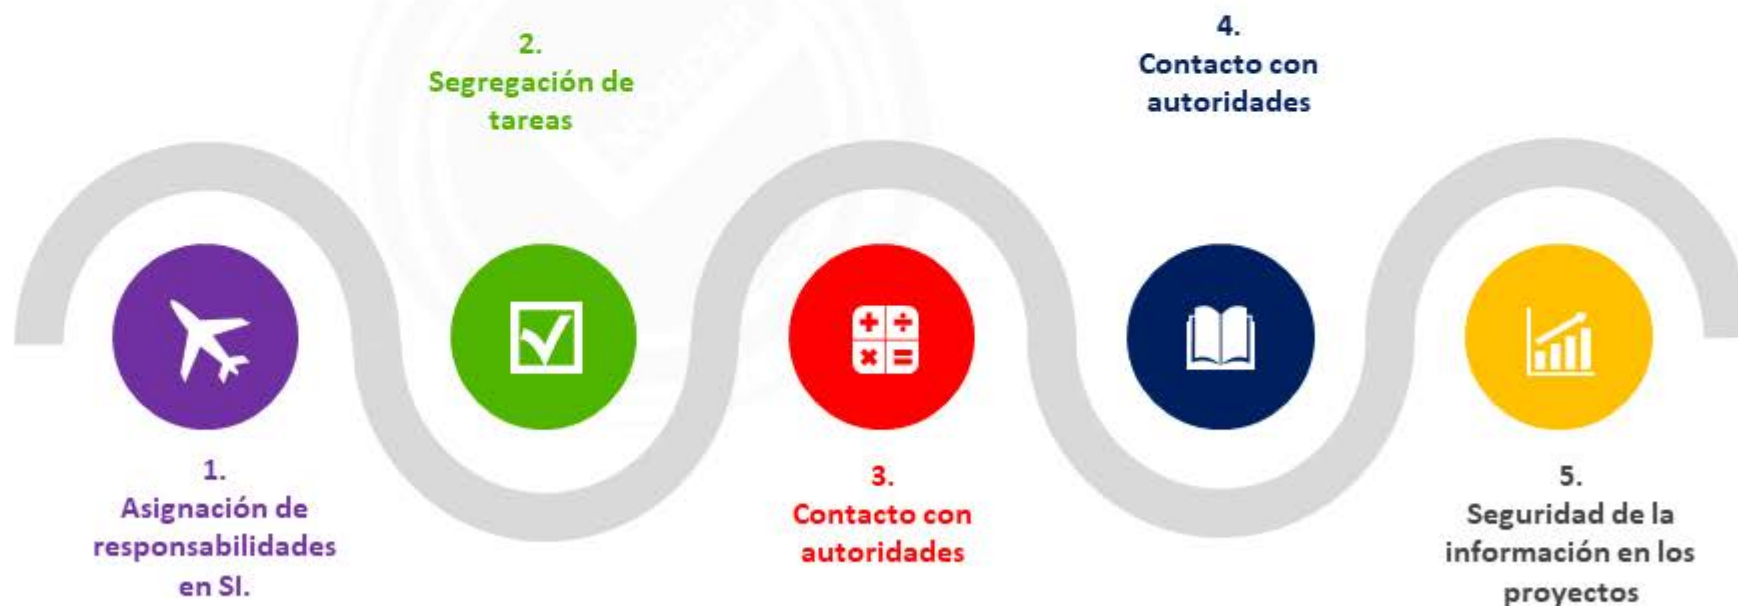 1.
Asignación de
responsabilidades
en SI.
2.
Segregación de
tareas
3.
Contacto con
autoridades
4.
Contacto con
autoridades
5.
Seguridad de la
información en los
proyectos